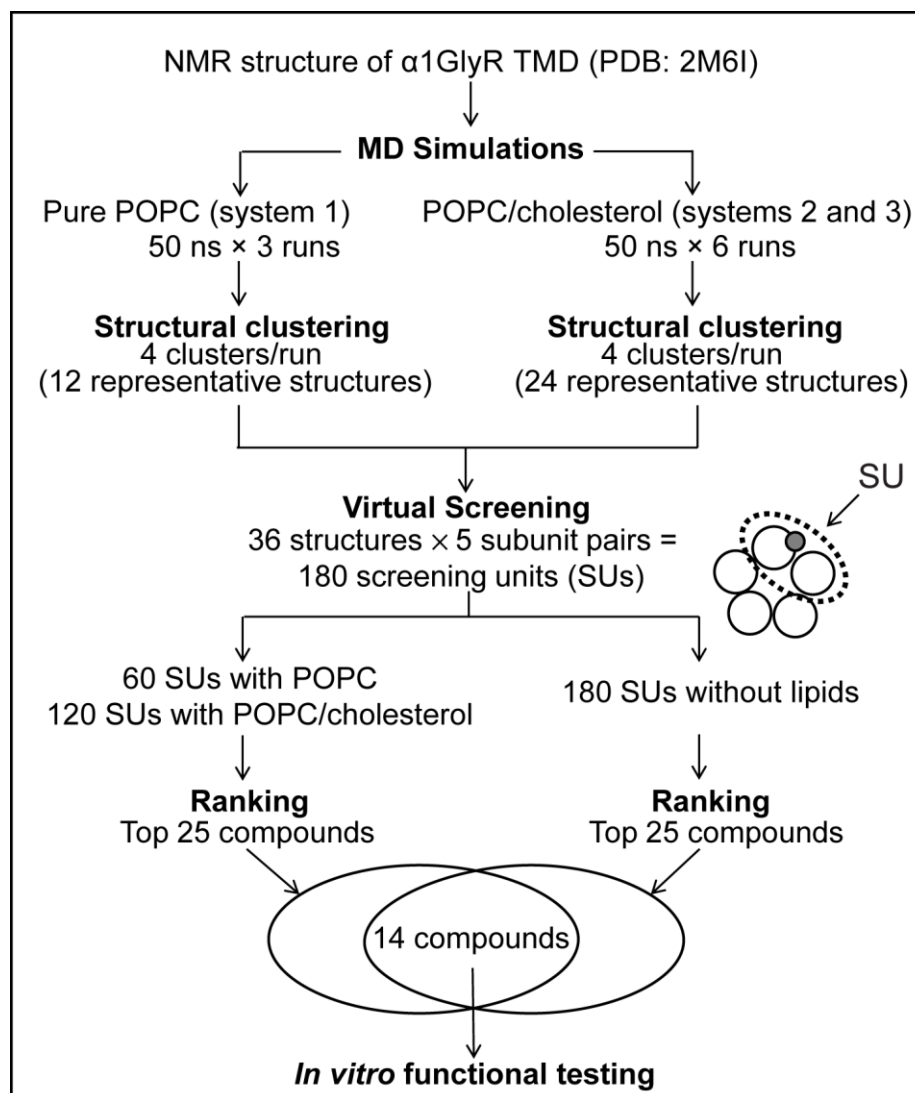 NMR structure of α1GlyR TMD (PDB: 2M6I)
MD Simulations
Pure POPC (system 1)
50 ns × 3 runs
POPC/cholesterol (systems 2 and 3)
50 ns × 6 runs
Structural clustering
4 clusters/run
(12 representative structures)
Structural clustering
4 clusters/run
(24 representative structures)
Virtual Screening
36 structures × 5 subunit pairs =
180 screening units (SUs)
SU
60 SUs with POPC
120 SUs with POPC/cholesterol
180 SUs without lipids
Ranking
Top 25 compounds
Ranking
Top 25 compounds
14 compounds
In vitro functional testing